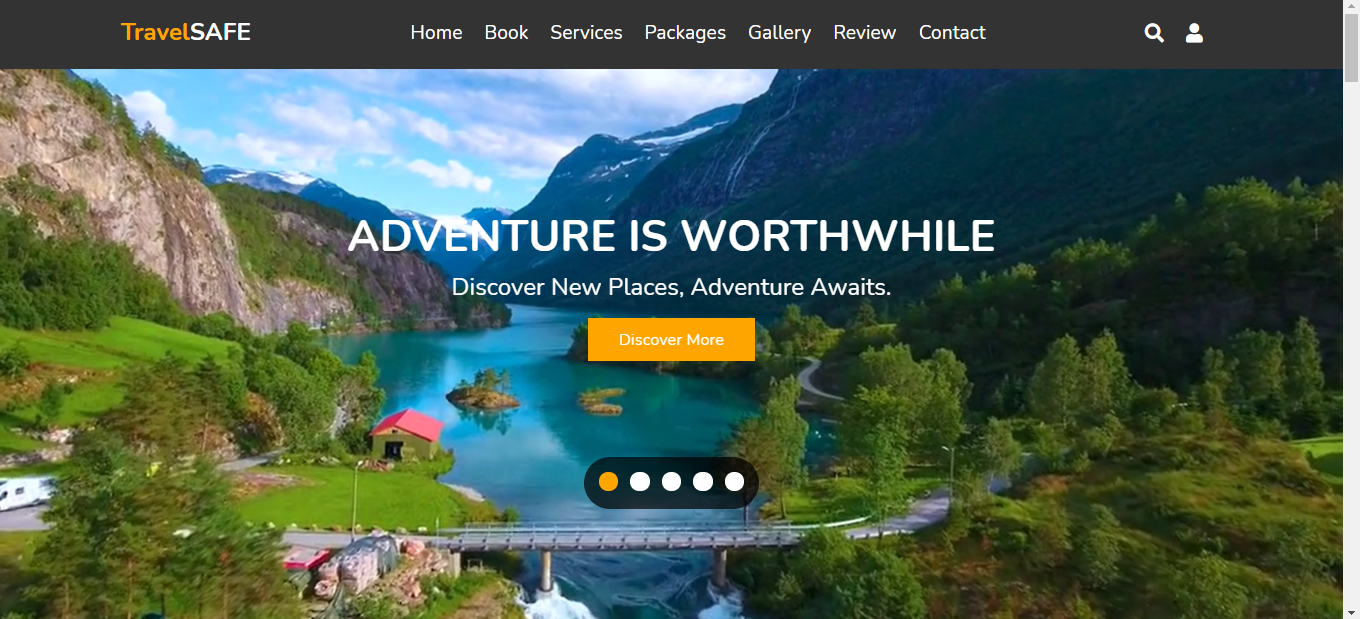 TravelSAFE Home Book Services Packages Gallery Review Contact
ADVENTURE IS WORTHWHILE
Discover New Places, Adventure Awaits.
Discover More